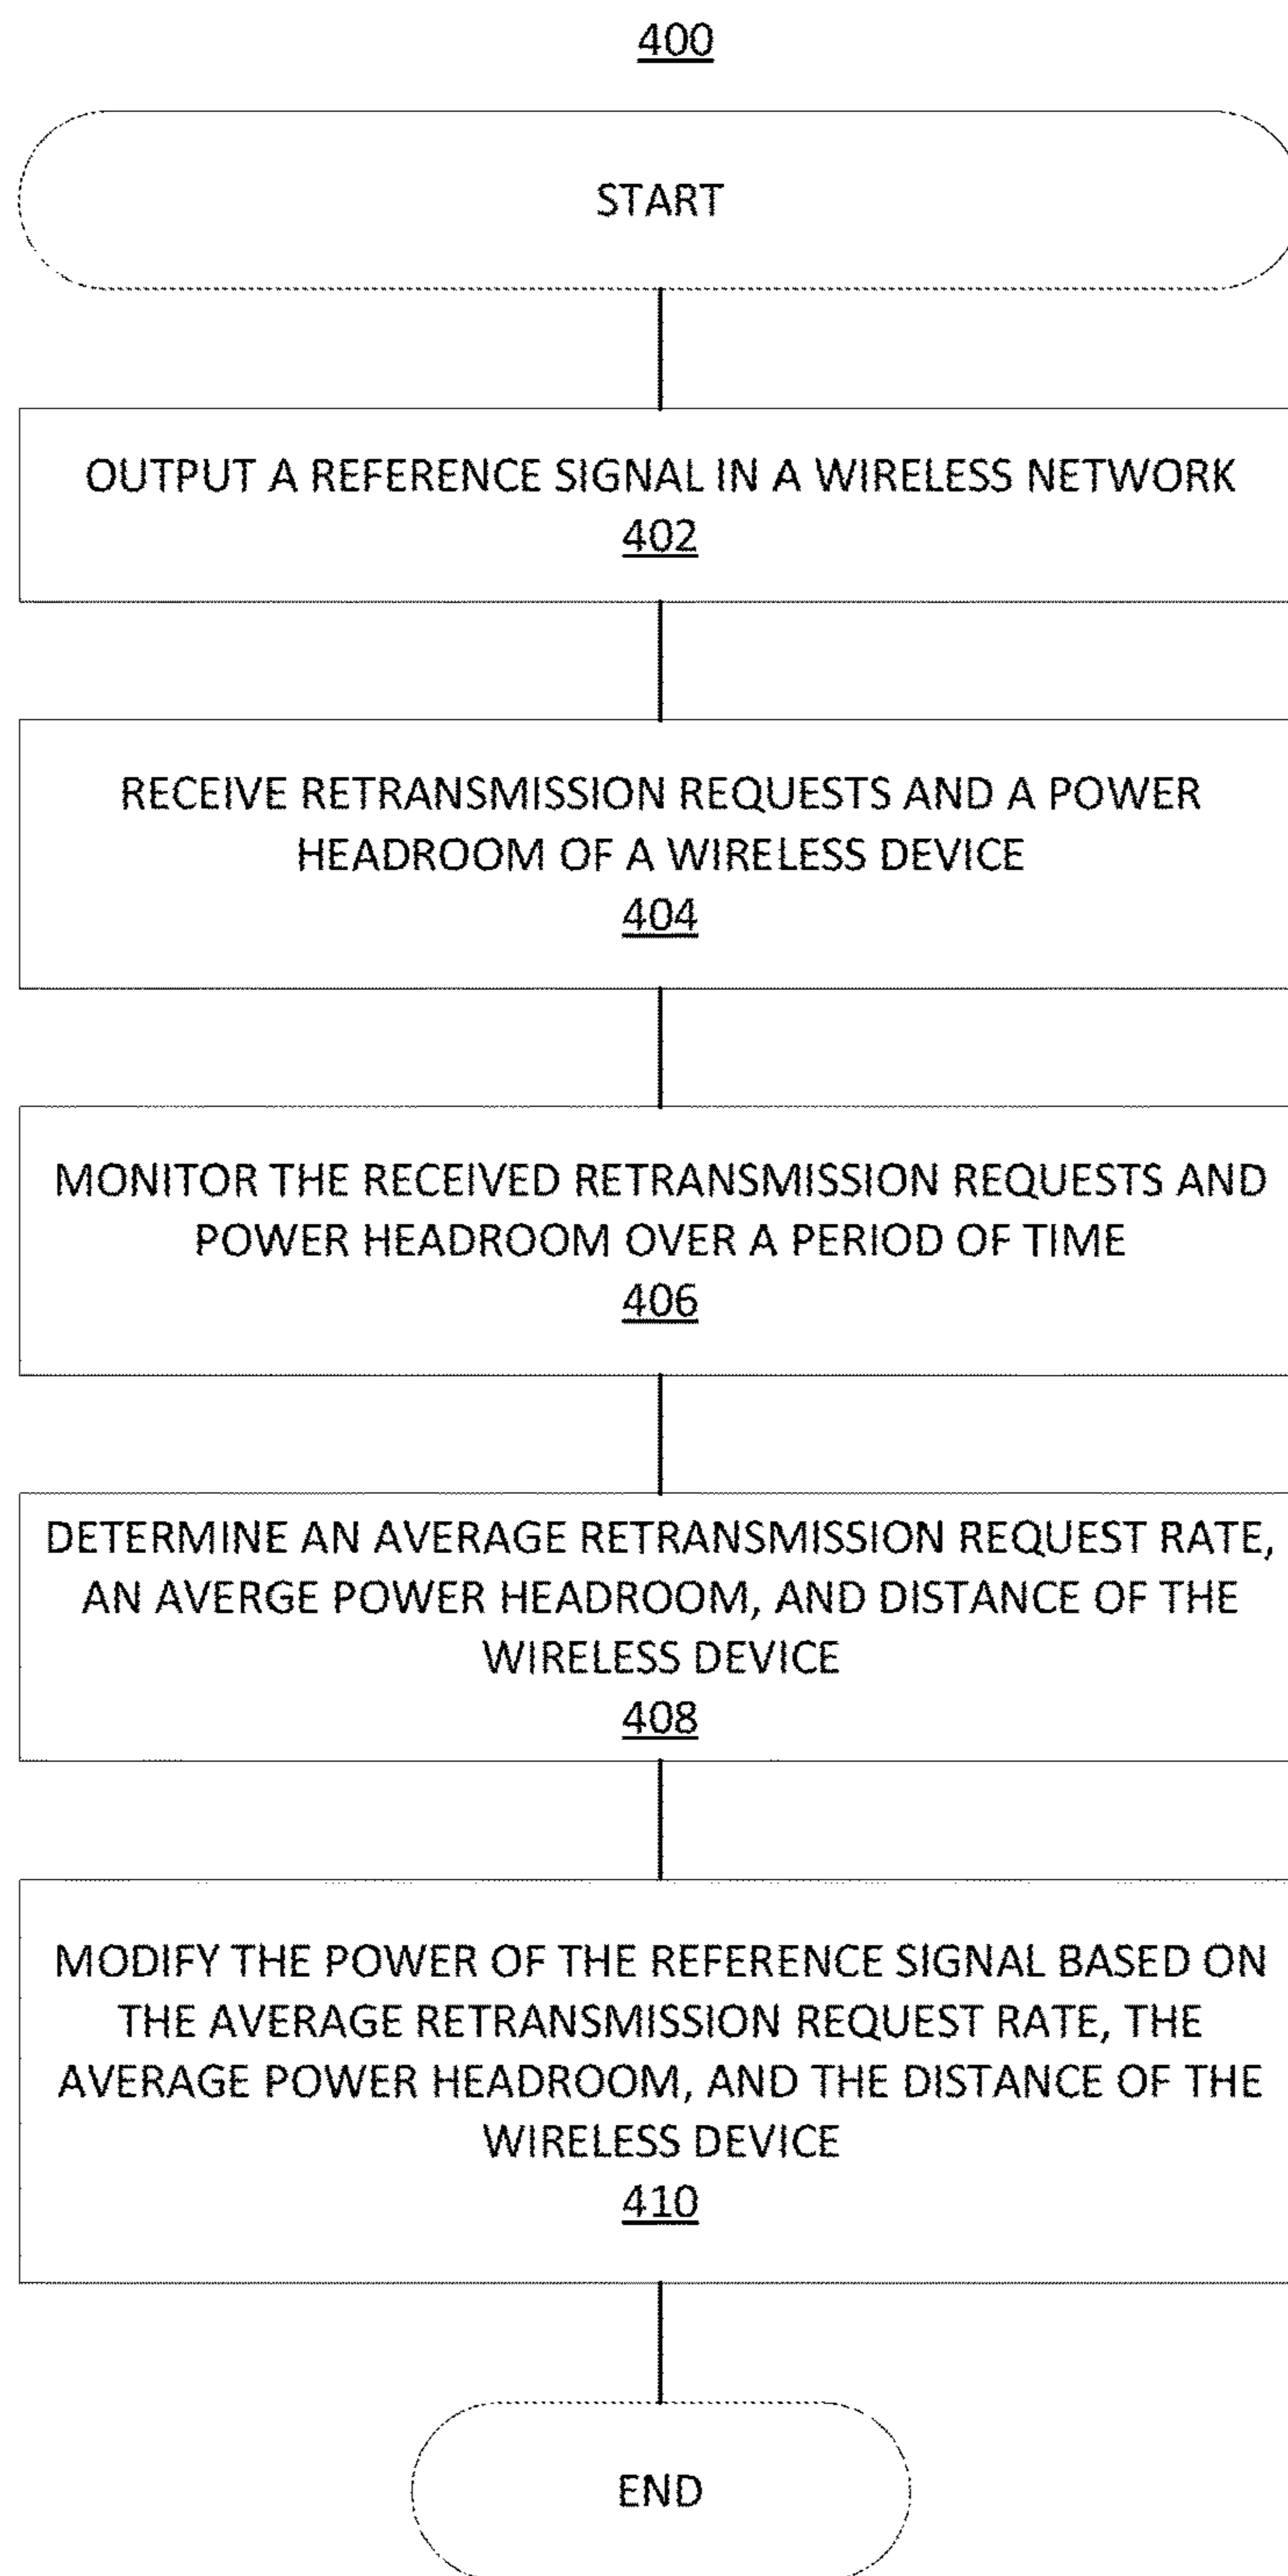 400
START
OUTPUT A REFERENCE SIGNAL IN A WIRELESS NETWORK
402
RECEIVE RETRANSMISSION REQUESTS AND A POWER
HEADROOM OF A WIRELESS DEVICE
404
MONITOR THE RECEIVED RETRANSMISSION REQUESTS AND
POWER HEADROOM OVER A PERIOD OF TIME
406
DETERMINE AN AVERAGE RETRANSMISSION REQUEST RATE,
AN AVERGE POWER HEADROOM, AND DISTANCE OF THE
WIRELESS DEVICE
408
MODIFY THE POWER OF THE REFERENCE SIGNAL BASED ON
THE AVERAGE RETRANSMISSION REQUEST RATE, THE
AVERAGE POWER HEADROOM, AND THE DISTANCE OF THE
WIRELESS DEVICE
410
END